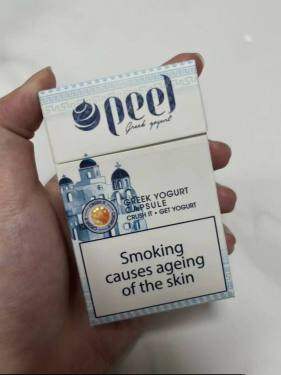 peel
Greek yogurt
GREEK YOGURT
CAPSULE
CRUSH IT • GET YOGURT
Smoking
causes ageing
of the skin